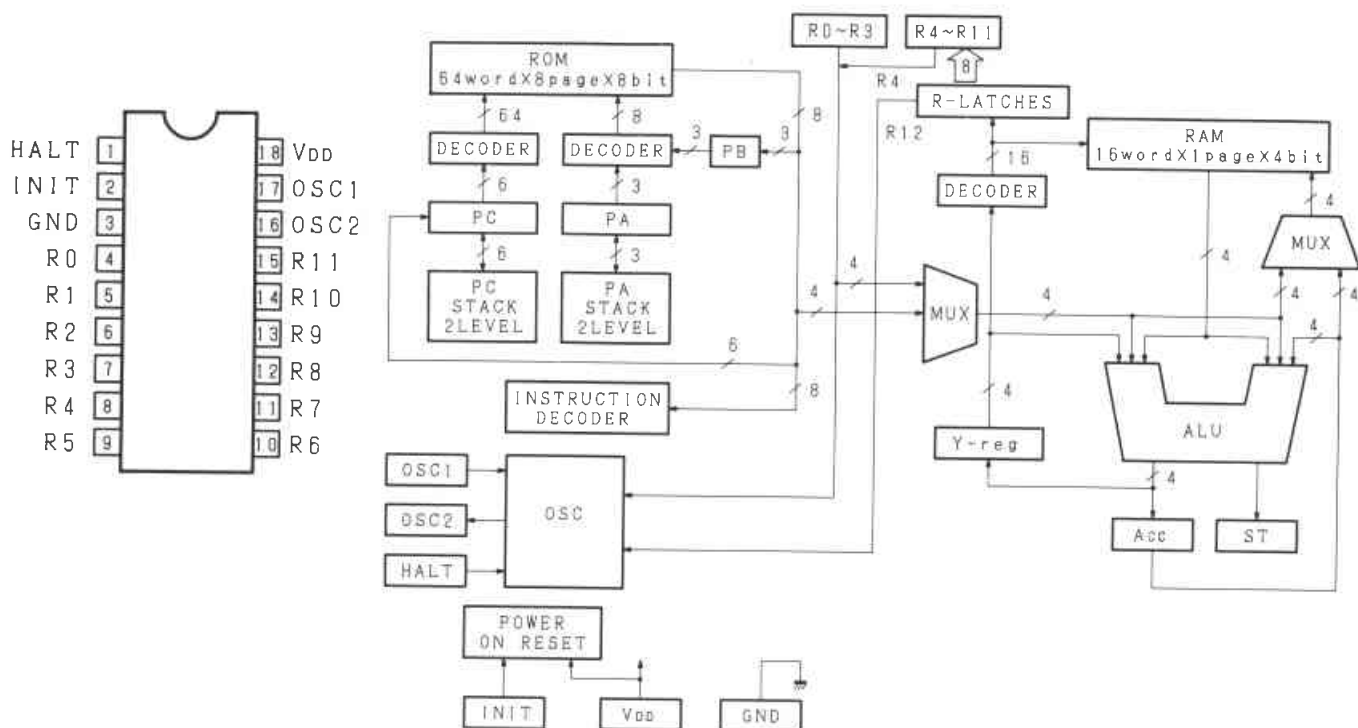 HALT 1
INIT 2
GND 3
R0 4
R1 5
R2 6
R3 7
R4 8
R5 9
18 VDD
17 OSC1
16 OSC2
15 R11
14 R10
13 R9
12 R8
11 R7
10 R6
ROM
64wordX8pageX8bit
64
8
8
DECODER
DECODER
3
PB
3
6
3
PC
PA
6
3
PC
STACK
2LEVEL
PA
STACK
2LEVEL
6
4
8
INSTRUCTION
DECODER
OSC1
OSC2
HALT
OSC
POWER
ON RESET
INIT
VDD
GND
R0~R3
R4~R11
R4
8
R-LATCHES
R12
16
DECODER
RAM
16wordX1pageX4bit
4
MUX
4
4
4
4
MUX
4
4
4
Y-reg
ALU
4
Acc
ST